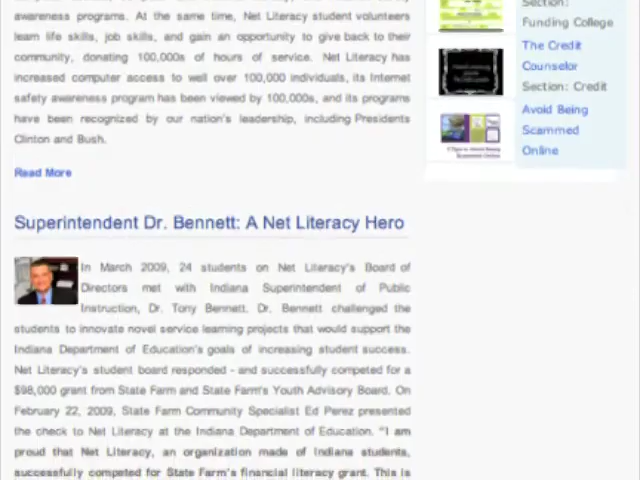 awareness programs. At the same time, Net Literacy student volunteers
learn life skills, job skills, and gain an opportunity to give back to their
community, donating 100,000s of hours of service. Net Literacy has
increased computer access to well over 100,000 individuals, its Internet
safety awareness program has been viewed by 100,000s, and its programs
have been recognized by our nation's leadership, including Presidents
Clinton and Bush.
Read More
Superintendent Dr. Bennett: A Net Literacy Hero
In March 2009, 24 students on Net Literacy's Board of
Directors met with Indiana Superintendent of Public
Instruction, Dr. Tony Bennett. Dr. Bennett challenged the
students to innovate novel service learning projects that would support the
Indiana Department of Education's goals of increasing student success.
Net Literacy's student board responded - and successfully competed for a
$98,000 grant from State Farm and State Farm's Youth Advisory Board. On
February 22, 2009, State Farm Community Specialist Ed Perez presented
the check to Net Literacy at the Indiana Department of Education. "I am
proud that Net Literacy, an organization made of Indiana students,
successfully competed for State Farm's financial literacy grant. This is
Section:
Funding College
The Credit
Counselor
Section: Credit
Avoid Being
Scammed
Online